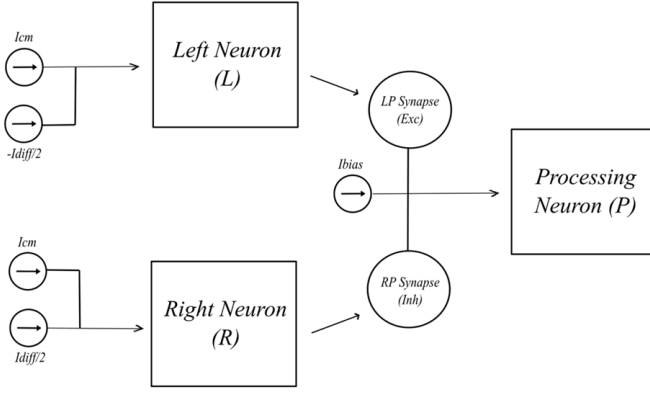 Icm
Left Neuron
(L)
-Idiff/2
LP Synapse
(Exc)
Ibias
Processing
Neuron (P)
Icm
Right Neuron
(R)
Idiff/2
RP Synapse
(Inh)